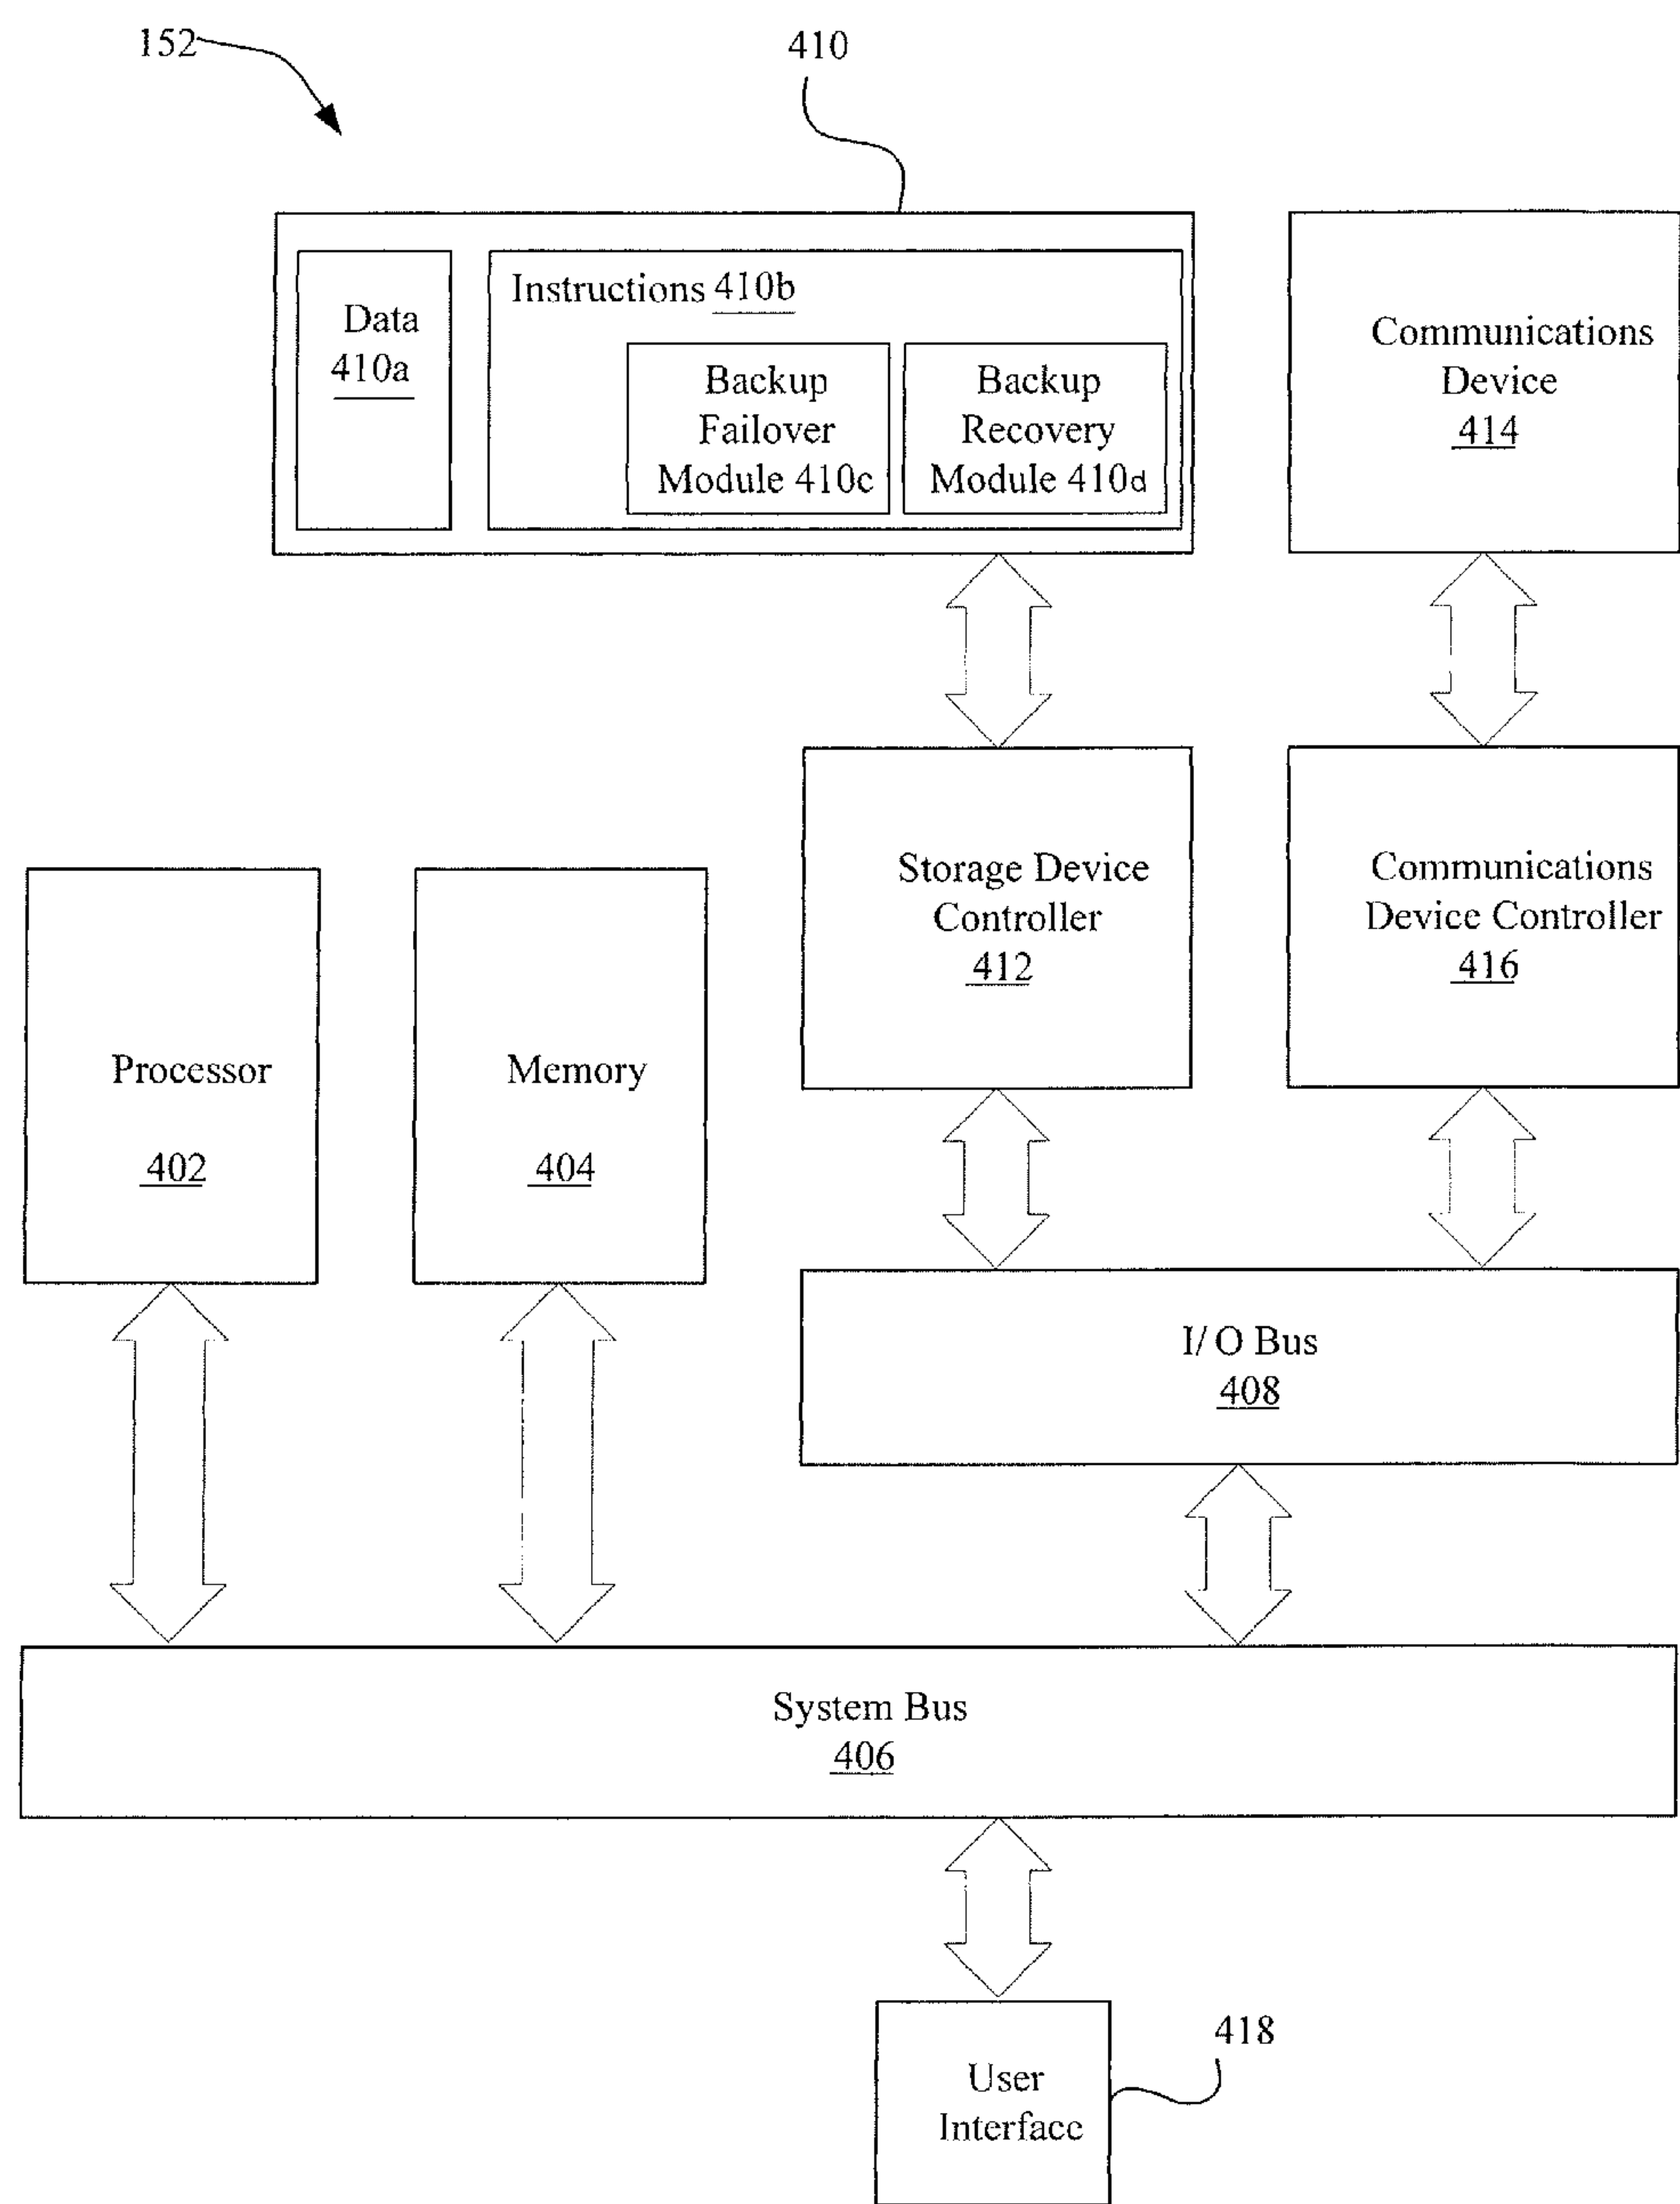 152
410
Data
410a
Instructions 410b
Backup
Failover
Module 410c
Backup
Recovery
Module 410d
Communications
Device
414
Storage Device
Controller
412
Communications
Device Controller
416
Processor
402
Memory
404
I/ O Bus
408
System Bus
406
418
User
Interface